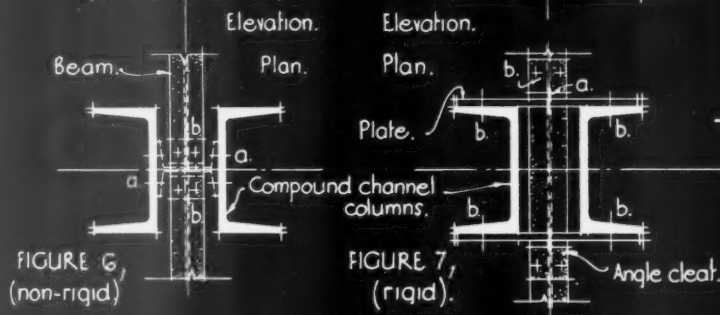 Elevation. Elevation.
Beam. Plan. Plan.
b. a.
Plate.
b. b.
b.
a. a.
Compound channel
columns.
b.
b. b.
FIGURE 6,
(non-rigid)
FIGURE 7,
(rigid).
Angle cleat.